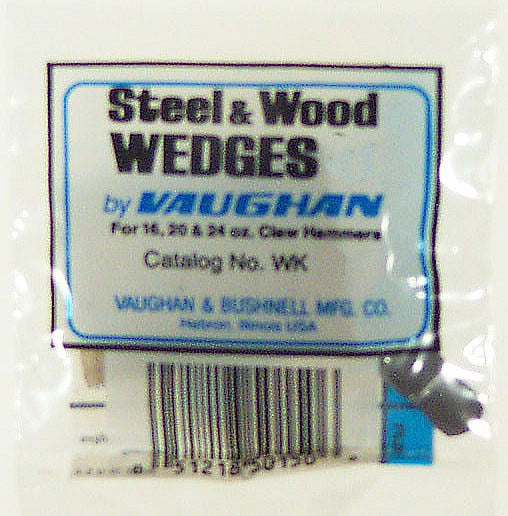 Steel & Wood
WEDGES
by VAUGHAN
For 16, 20 & 24 oz. Claw Hammers
Catalog No. WK
VAUGHAN & BUSHNELL MFG. CO.
Hebron, Illinois USA